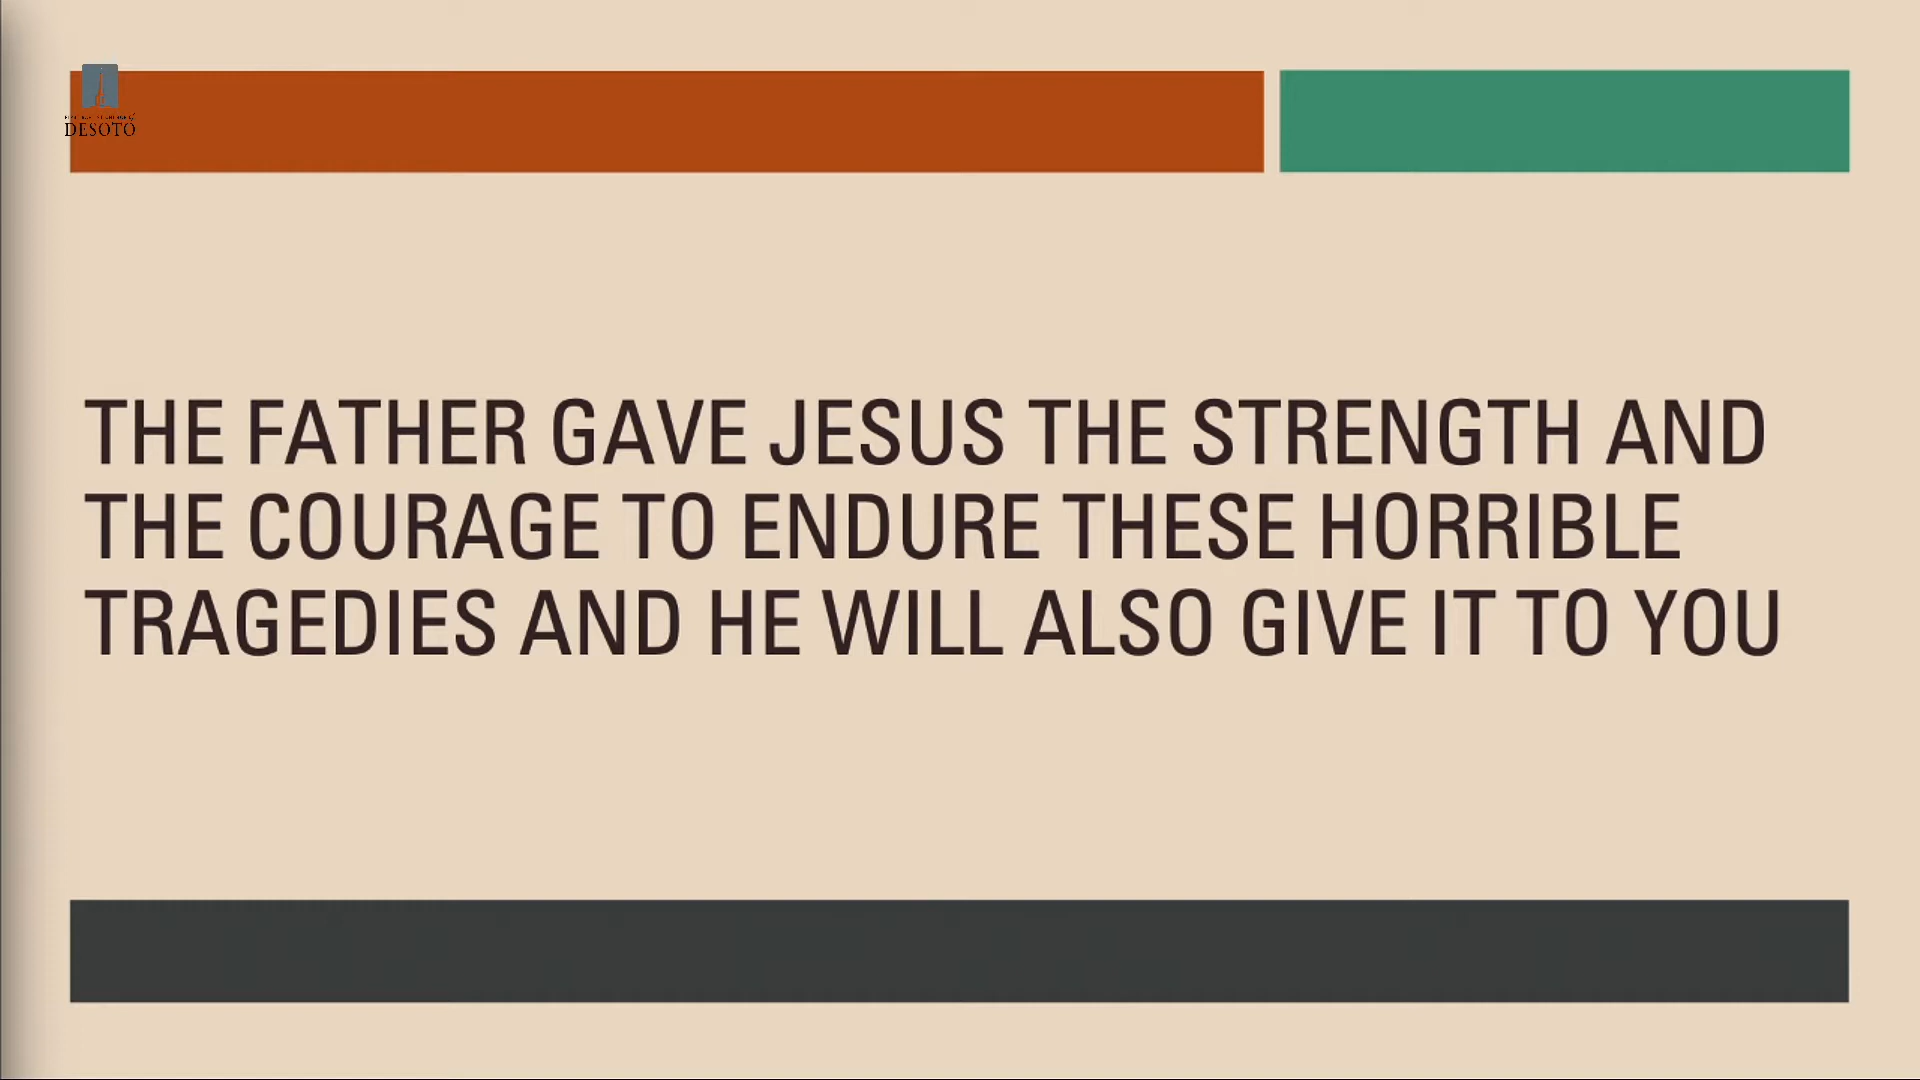 DESOTO
THE FATHER GAVE JESUS THE STRENGTH AND
THE COURAGE TO ENDURE THESE HORRIBLE
TRAGEDIES AND HE WILL ALSO GIVE IT TO YOU